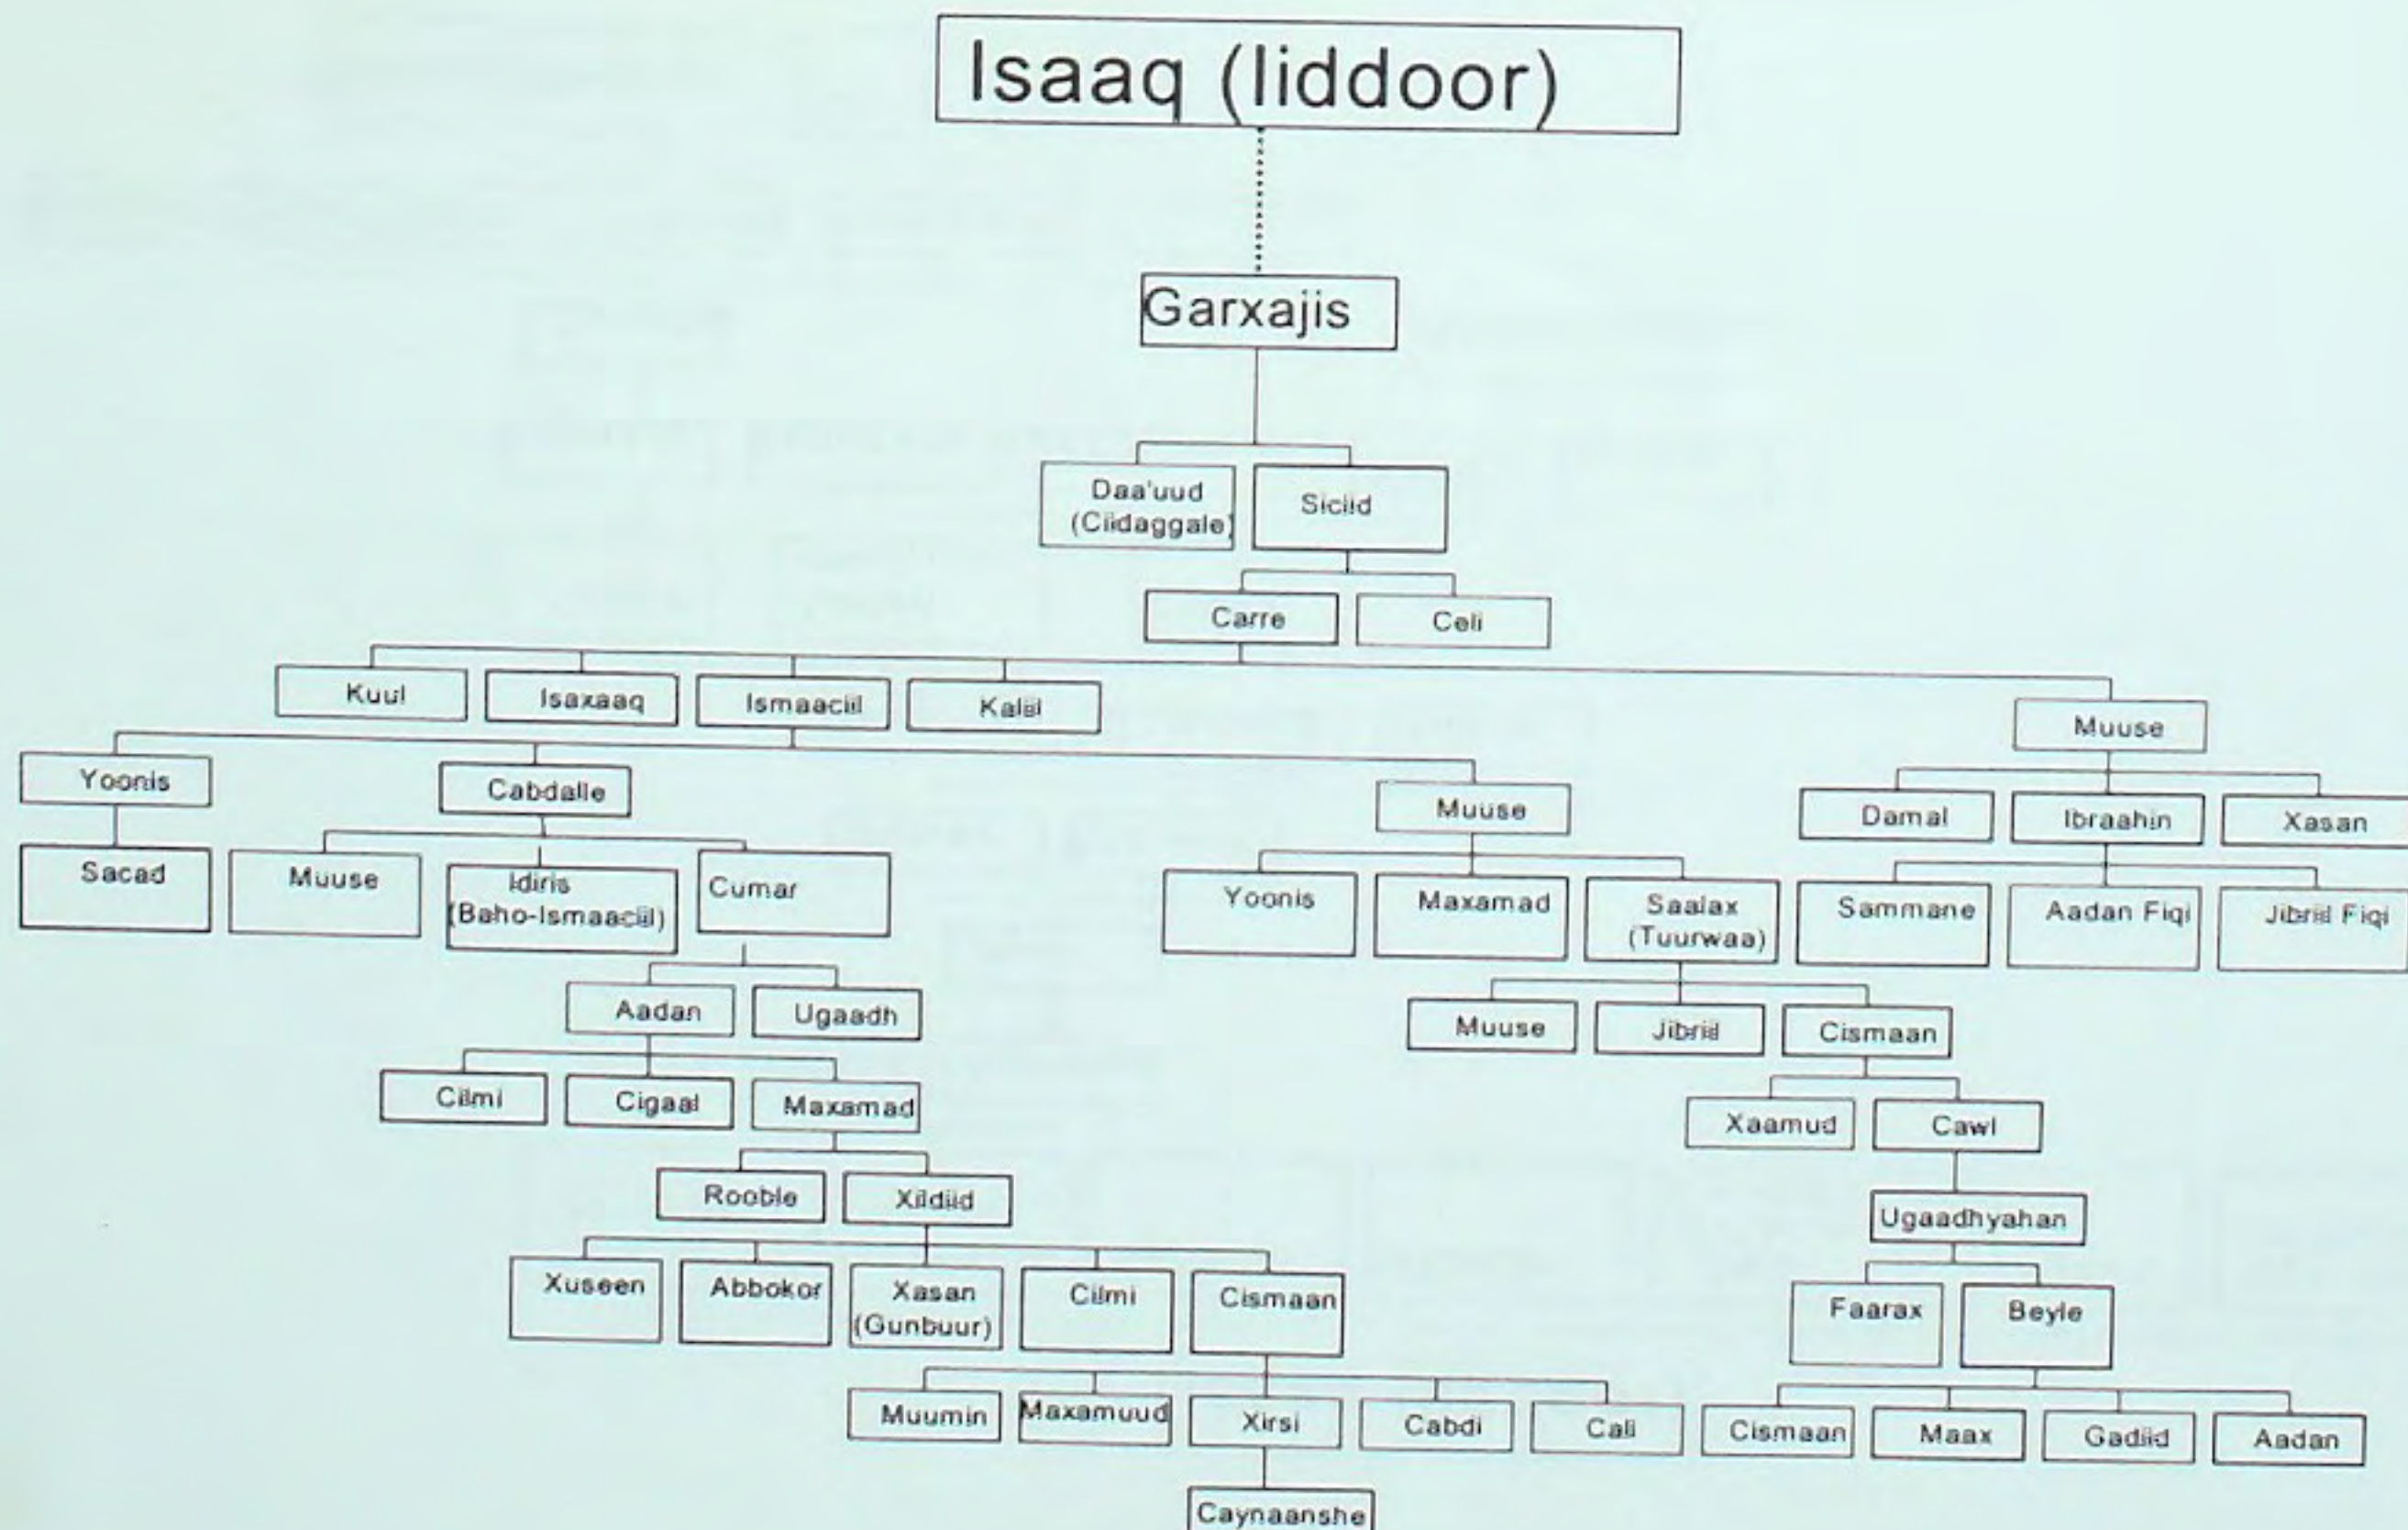 Isaaq (Iiddoor)
Garxajis
Daa'uud
(Ciidaggale)
Siciid
Carre
Celi
Kuul
Isaxaaq
Ismaaciil
Kaliil
Muuse
Yoonis
Cabdalle
Muuse
Damal
Ibraahin
Xasan
Sacad
Muuse
Idiris
(Baho-Ismaaciil)
Cumar
Yoonis
Maxamad
Saalax
(Tuurwaa)
Sammane
Aadan Fiqi
Jibriil Fiqi
Aadan
Ugaadh
Muuse
Jibriil
Cismaan
Cilmi
Cigaal
Maxamad
Xaamud
Cawl
Rooble
Xildiid
Ugaadhyahan
Xuseen
Abbokor
Xasan
(Gunbuur)
Cilmi
Cismaan
Faarax
Beyle
Muumin
Maxamuud
Xirsi
Cabdi
Cali
Cismaan
Maax
Gadiid
Aadan
Caynaanshe